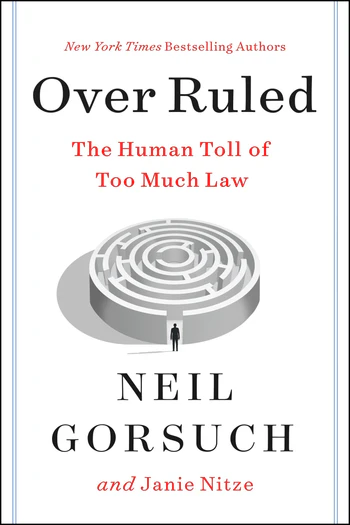 New York Times Bestselling Authors
Over Ruled
The Human Toll of
Too Much Law
NEIL
GORSUCH
and Janie Nitze